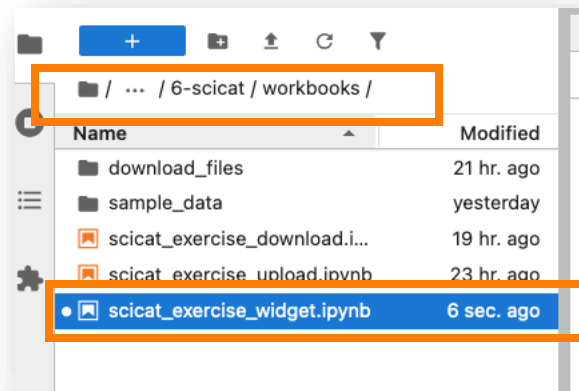 / ... / 6-scicat / workbooks /
Name Modified
download_files 21 hr. ago
sample_data yesterday
scicat_exercise_download.i... 19 hr. ago
scicat_exercise_upload.ipynb 23 hr. ago
scicat_exercise_widget.ipynb 6 sec. ago